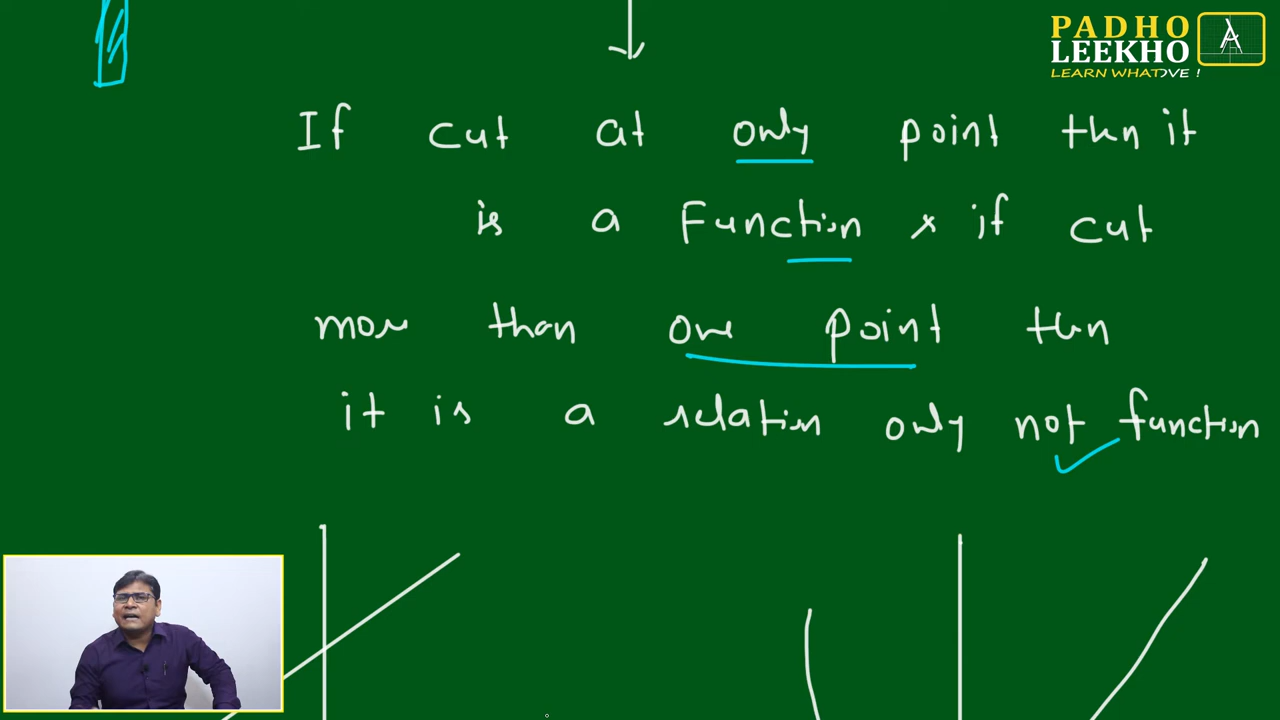 PADHO
LEEKHO
LEARN WHAT VE !
If cut at only point then it
is a Function & if cut
more than one point then
it is a relation only not function